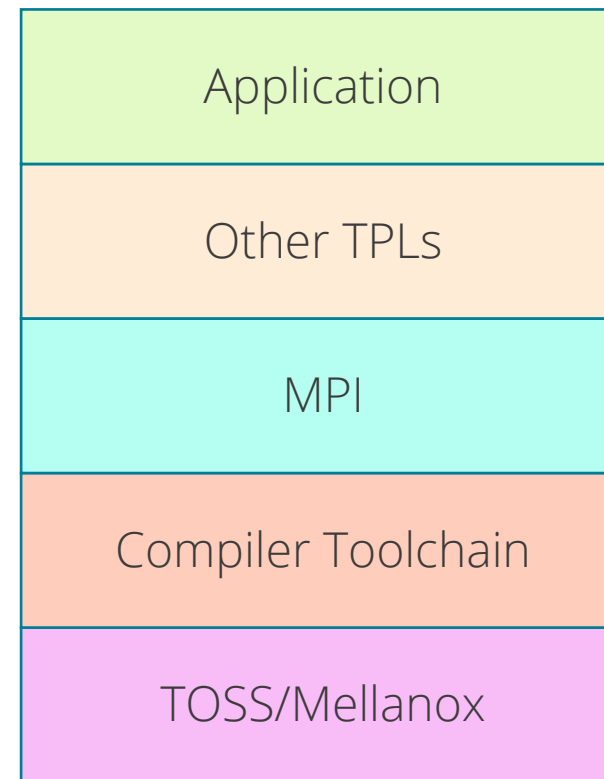 Application
Other TPLs
MPI
Compiler Toolchain
TOSS/Mellanox